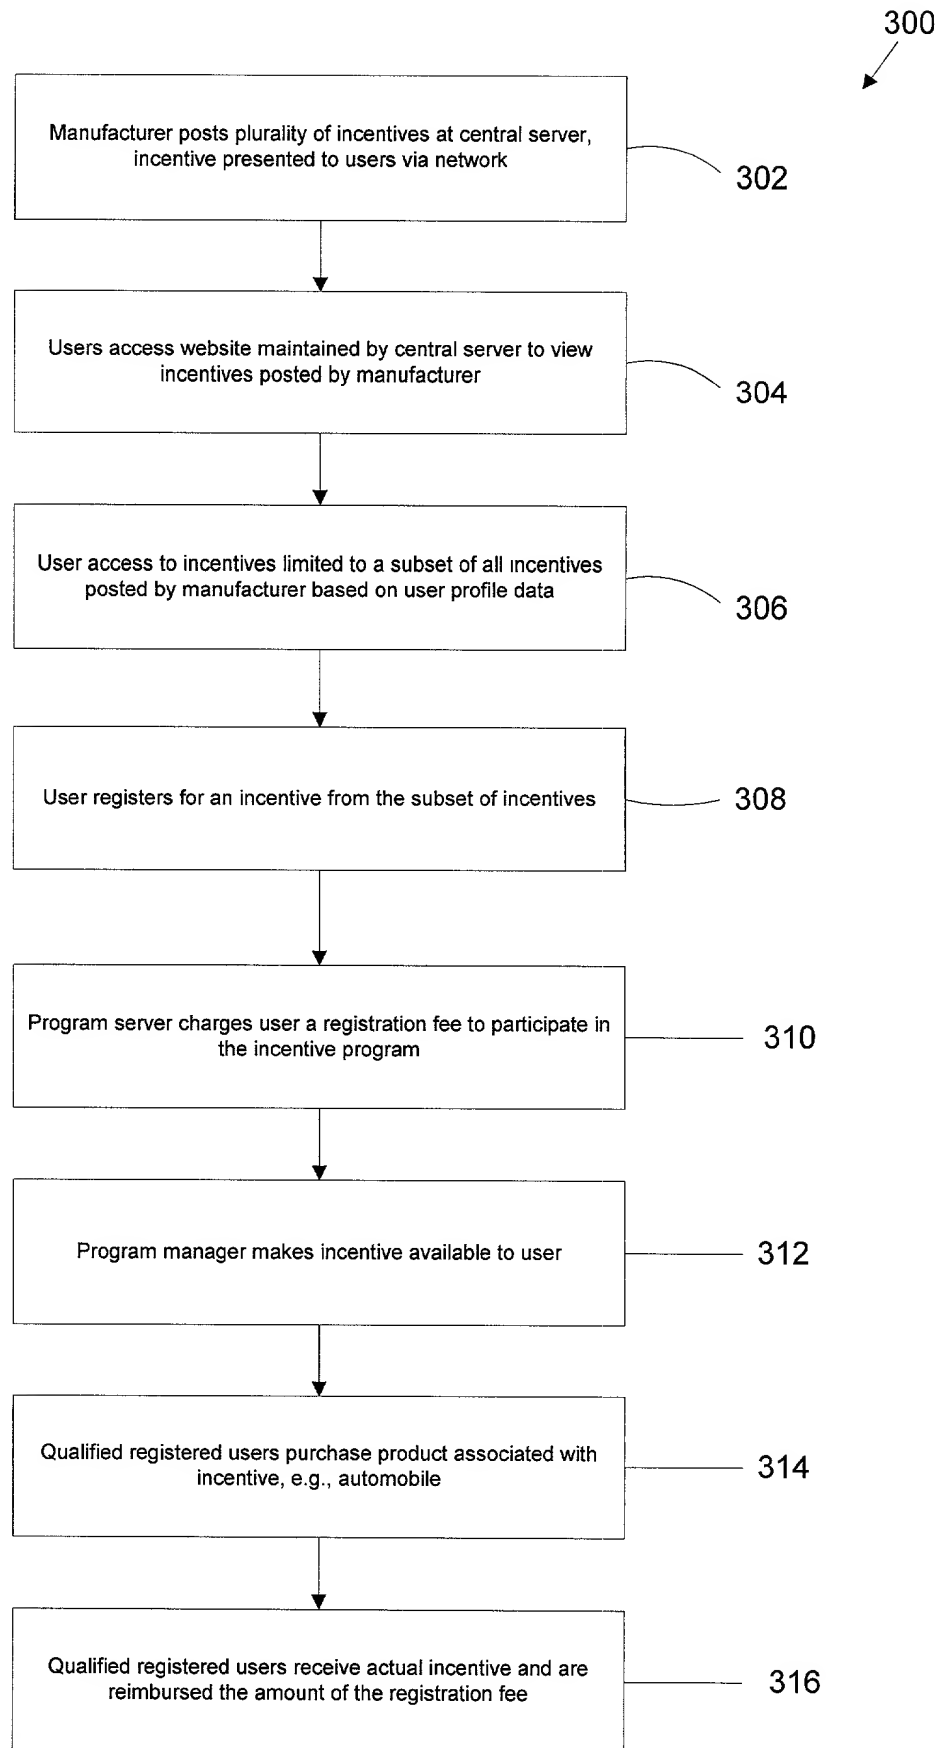 300
Manufacturer posts plurality of incentives at central server,
incentive presented to users via network
302
Users access website maintained by central server to view
incentives posted by manufacturer
304
User access to incentives limited to a subset of all incentives
posted by manufacturer based on user profile data
306
User registers for an incentive from the subset of incentives
308
Program server charges user a registration fee to participate in
the incentive program
310
Program manager makes incentive available to user
312
Qualified registered users purchase product associated with
incentive, e.g., automobile
314
Qualified registered users receive actual incentive and are
reimbursed the amount of the registration fee
316